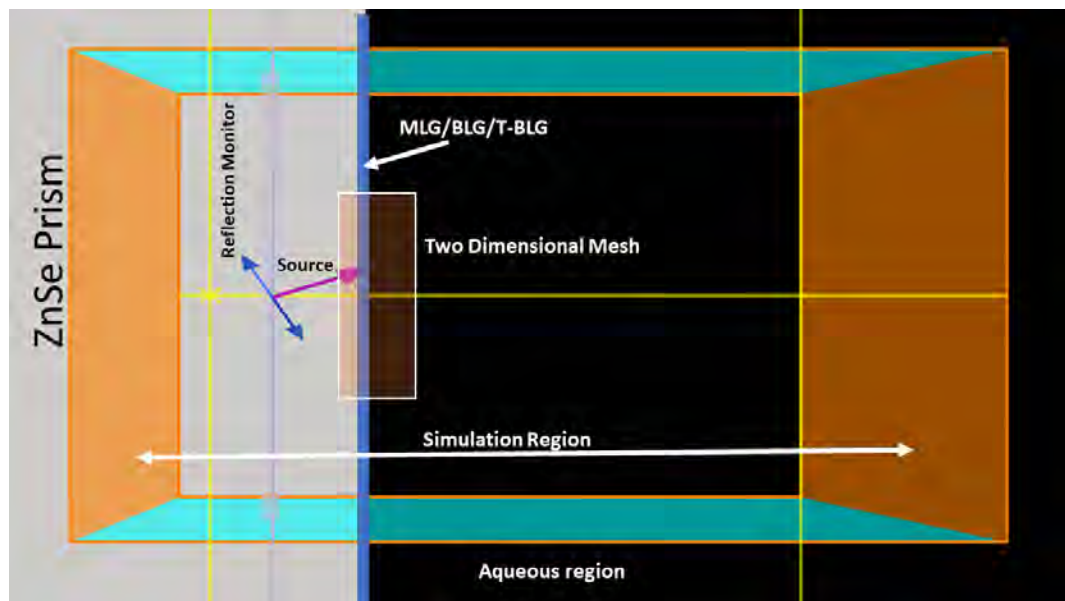 ZnSe Prism
Reflection Monitor
MLG/BLG/T-BLG
Source
Two Dimensional Mesh
Simulation Region
Aqueous region